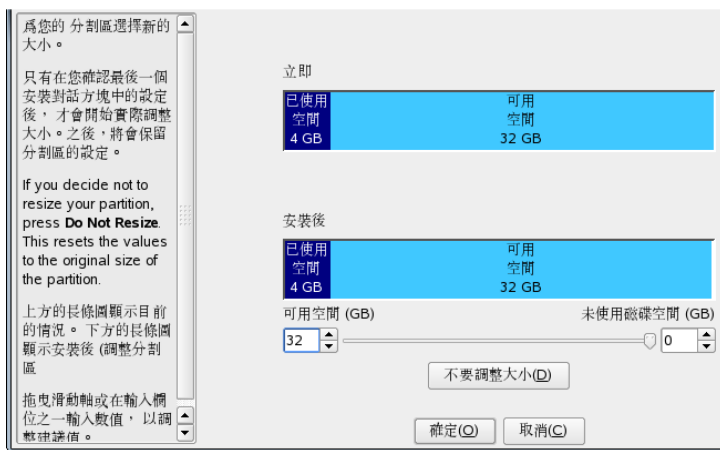 爲您的 分割區選擇新的
大小。
只有在您確認最後一個
安裝對話方塊中的設定
後， 才會開始實際調整
大小。之後，將會保留
分割區的設定。
If you decide not to
resize your partition,
press Do Not Resize.
This resets the values
to the original size of
the partition.
上方的長條圖顯示目前
的情況。 下方的長條圖
顯示安裝後 (調整分割
區
拖曳滑動軸或在輸入欄
位之一輸入數值， 以調
整建議值。
立即
已使用
空間
4 GB
可用
空間
32 GB
安裝後
已使用
空間
4 GB
可用
空間
32 GB
可用空間 (GB)
未使用磁碟空間 (GB)
32
0
不要調整大小(D)
確定(O)
取消(C)